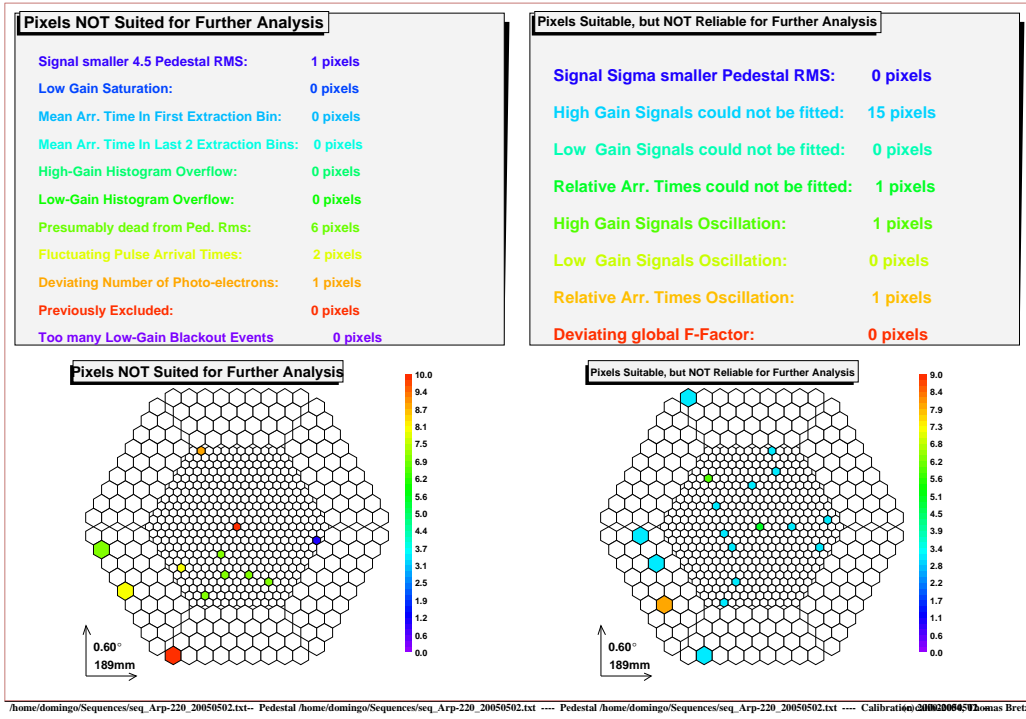 Pixels NOT Suited for Further Analysis
Signal smaller 4.5 Pedestal RMS: 1 pixels
Low Gain Saturation: 0 pixels
Mean Arr. Time In First Extraction Bin: 0 pixels
Mean Arr. Time In Last 2 Extraction Bins: 0 pixels
High-Gain Histogram Overflow: 0 pixels
Low-Gain Histogram Overflow: 0 pixels
Presumably dead from Ped. Rms: 6 pixels
Fluctuating Pulse Arrival Times: 2 pixels
Deviating Number of Photo-electrons: 1 pixels
Previously Excluded: 0 pixels
Too many Low-Gain Blackout Events 0 pixels
Pixels Suitable, but NOT Reliable for Further Analysis
Signal Sigma smaller Pedestal RMS: 0 pixels
High Gain Signals could not be fitted: 15 pixels
Low Gain Signals could not be fitted: 0 pixels
Relative Arr. Times could not be fitted: 1 pixels
High Gain Signals Oscillation: 1 pixels
Low Gain Signals Oscillation: 0 pixels
Relative Arr. Times Oscillation: 1 pixels
Deviating global F-Factor: 0 pixels
Pixels NOT Suited for Further Analysis
10.0
9.4
8.7
8.1
7.5
6.9
6.2
5.6
5.0
4.4
3.7
3.1
2.5
1.9
1.2
0.6
0.0
0.60°
189mm
Pixels Suitable, but NOT Reliable for Further Analysis
9.0
8.4
7.9
7.3
6.8
6.2
5.6
5.1
4.5
3.9
3.4
2.8
2.2
1.7
1.1
0.6
0.0
0.60°
189mm
/home/domingo/Sequences/seq_Arp-220_20050502.txt-- Pedestal /home/domingo/Sequences/seq_Arp-220_20050502.txt ---- Pedestal /home/domingo/Sequences/seq_Arp-220_20050502.txt ---- Calibration